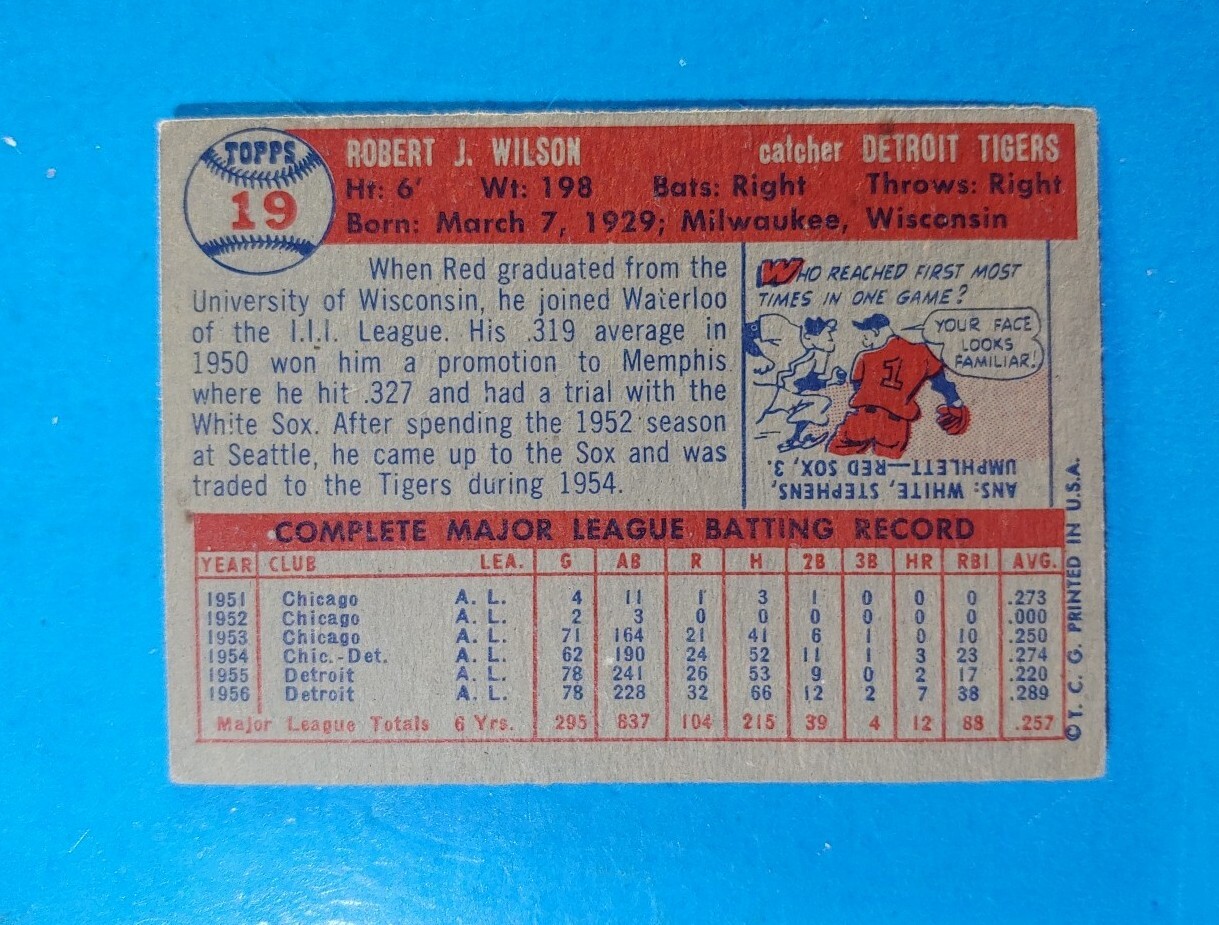 TOPPS
19
ROBERT J. WILSON catcher DETROIT TIGERS
Ht: 6' Wt: 198 Bats: Right Throws: Right
Born: March 7, 1929; Milwaukee, Wisconsin
When Red graduated from the
University of Wisconsin, he joined Waterloo
of the I.I.I. League. His .319 average in
1950 won him a promotion to Memphis
where he hit .327 and had a trial with the
White Sox. After spending the 1952 season
at Seattle, he came up to the Sox and was
traded to the Tigers during 1954.
WHO REACHED FIRST MOST
TIMES IN ONE GAME?
YOUR FACE
LOOKS
FAMILIAR!
1
ANS: WHITE, STEPHENS,
UMPHLETT—RED SOX, 3.
COMPLETE MAJOR LEAGUE BATTING RECORD
YEAR CLUB LEA. G AB R H 2B 3B HR RBI AVG.
1951 Chicago A. L. 4 11 1 3 1 0 0 0 .273
1952 Chicago A. L. 2 3 0 0 0 0 0 0 .000
1953 Chicago A. L. 71 164 21 41 6 1 0 10 .250
1954 Chic.-Det. A. L. 62 190 24 52 11 1 3 23 .274
1955 Detroit A. L. 78 241 26 53 9 0 2 17 .220
1956 Detroit A. L. 78 228 32 66 12 2 7 38 .289
Major League Totals 6 Yrs. 295 837 104 215 39 4 12 88 .257
©T. C. G. PRINTED IN U.S.A.